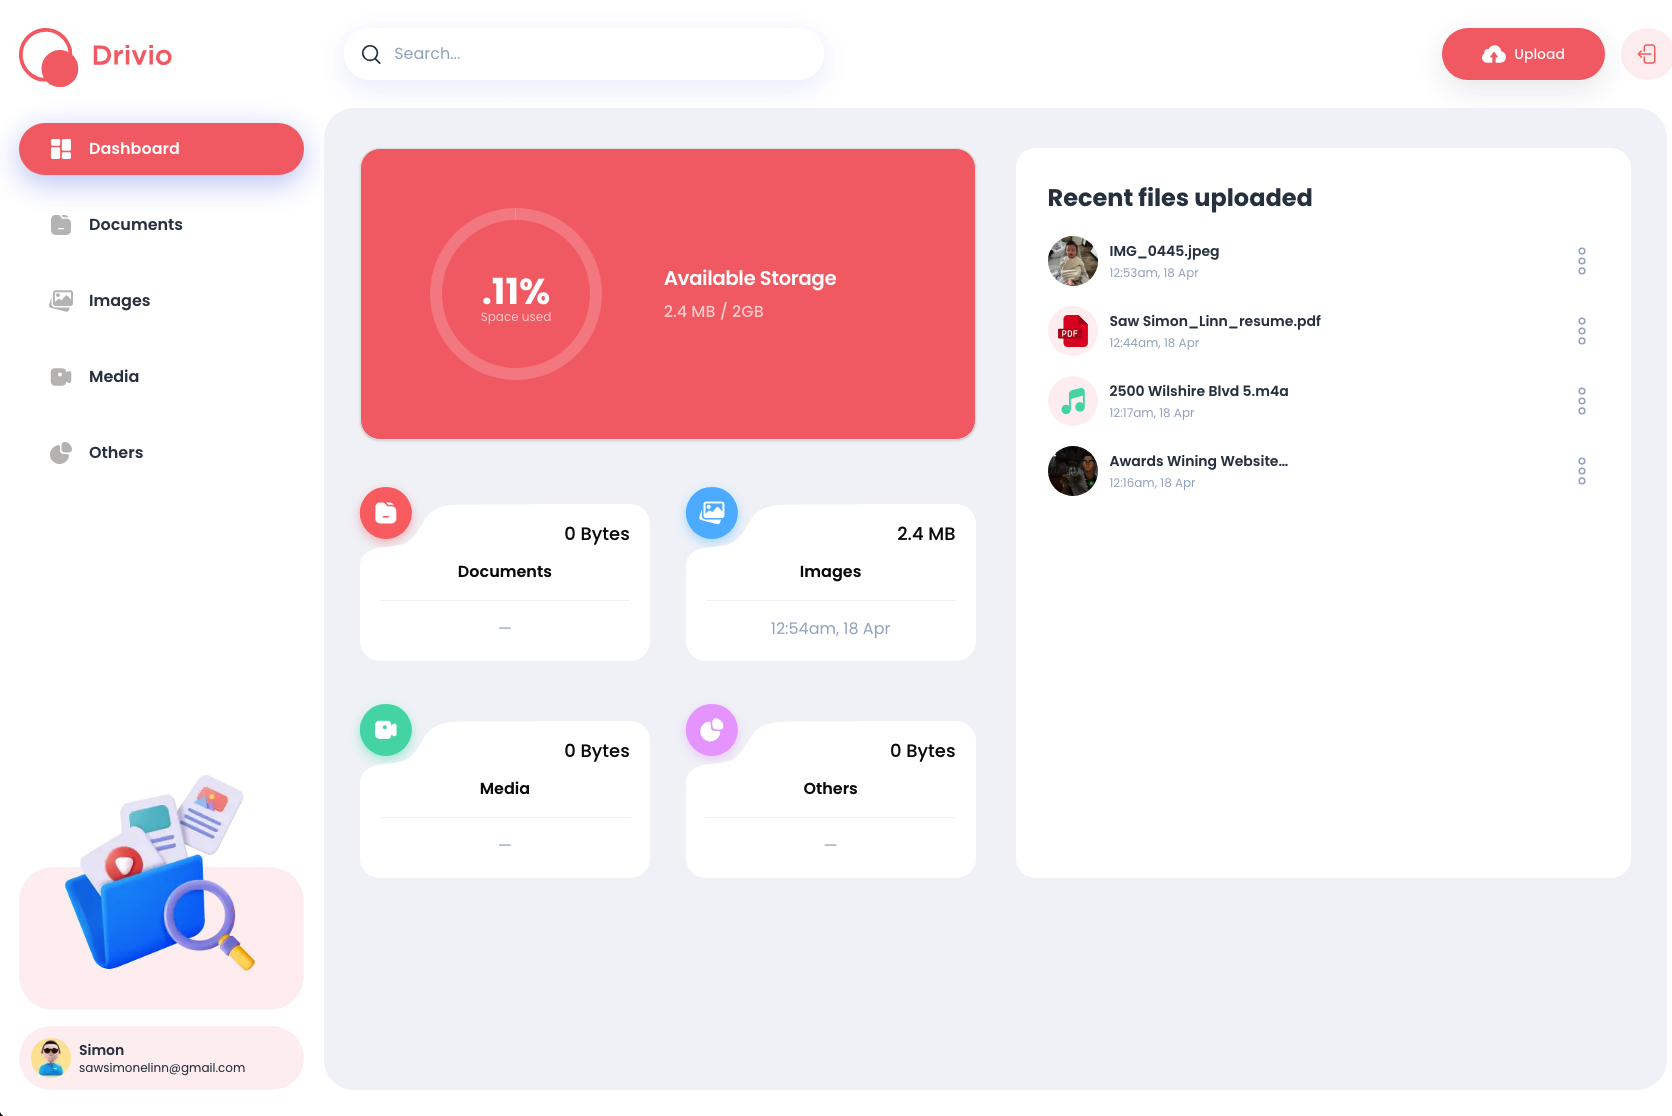 Drivio
Search...
Upload
Dashboard
Documents
Images
Media
Others
Simon
sawsimonelinn@gmail.com
.11%
Space used
Available Storage
2.4 MB / 2GB
0 Bytes
Documents
—
2.4 MB
Images
12:54am, 18 Apr
0 Bytes
Media
—
0 Bytes
Others
—
Recent files uploaded
IMG_0445.jpeg
12:53am, 18 Apr
PDF
Saw Simon_Linn_resume.pdf
12:44am, 18 Apr
2500 Wilshire Blvd 5.m4a
12:17am, 18 Apr
Awards Wining Website...
12:16am, 18 Apr